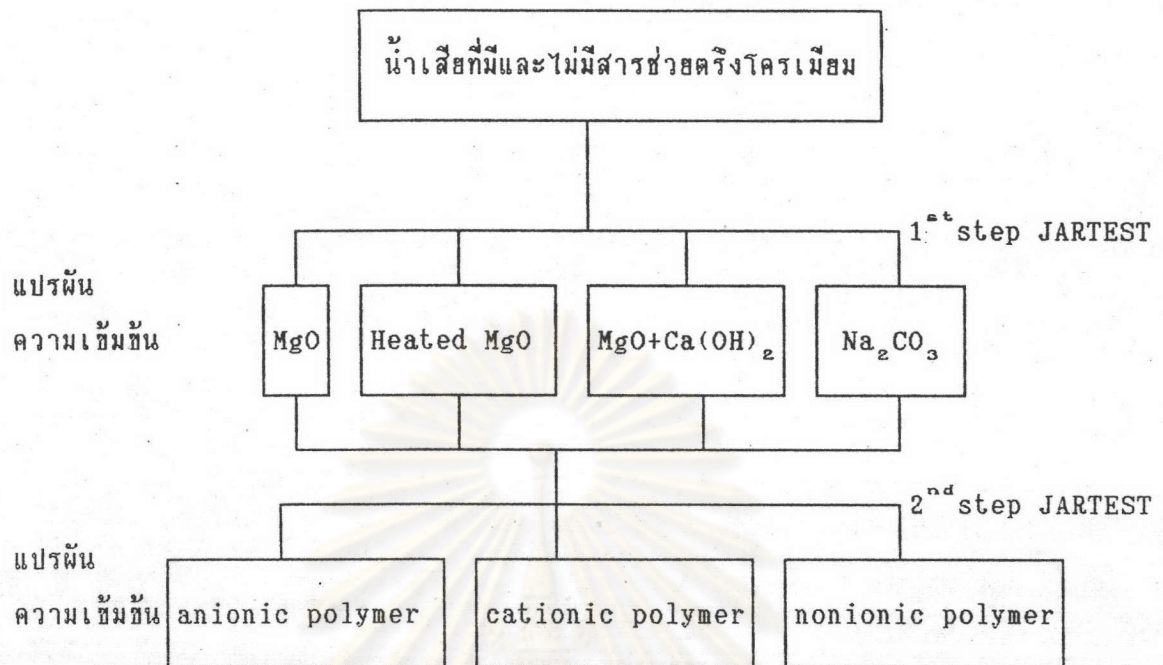 น้ำเสียที่มีและไม่มีสารช่วยตรึงโครเมียม
1st step JARTEST
แปรผัน
ความเข้มข้น MgO Heated MgO MgO+Ca(OH)₂ Na₂CO₃
2nd step JARTEST
แปรผัน
ความเข้มข้น anionic polymer cationic polymer nonionic polymer